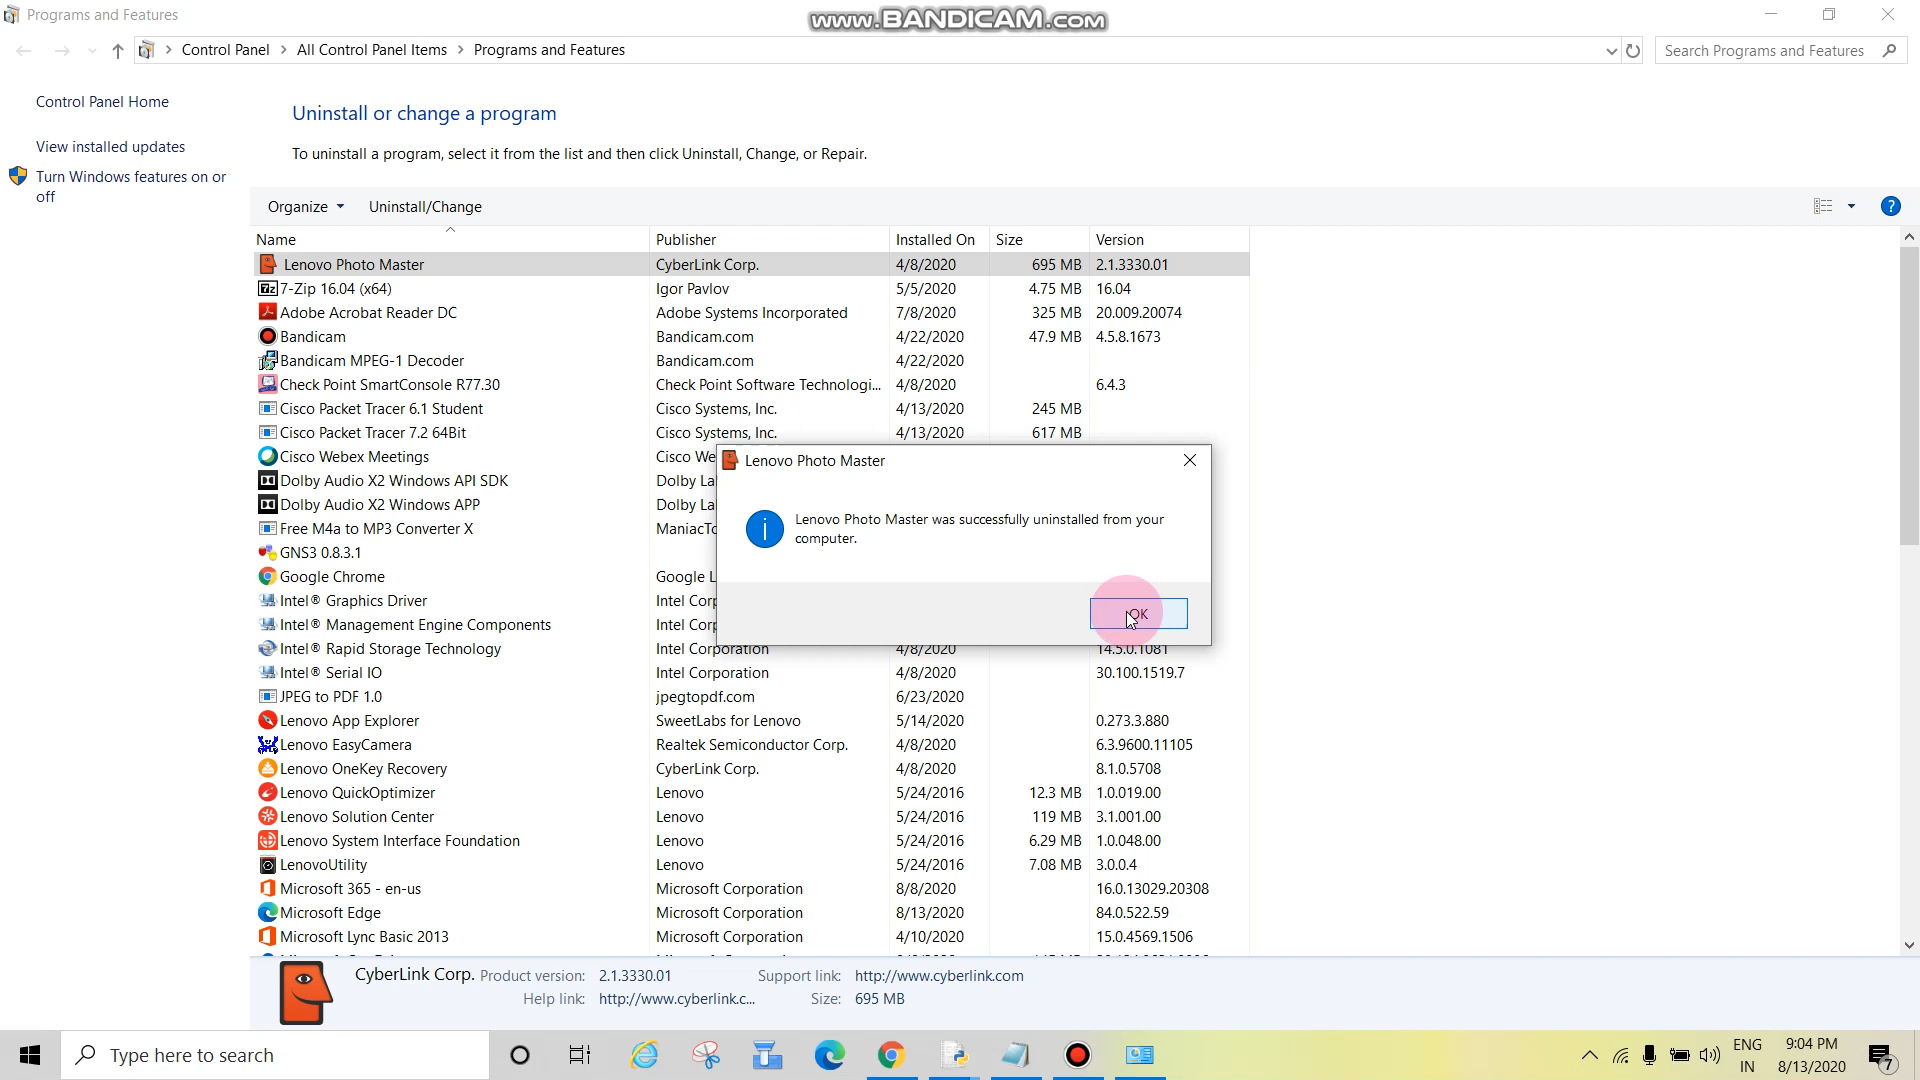 Programs and Features
www.BANDICAM.com
Control Panel > All Control Panel Items > Programs and Features
Search Programs and Features
Control Panel Home
View installed updates
Turn Windows features on or
off
Uninstall or change a program
To uninstall a program, select it from the list and then click Uninstall, Change, or Repair.
Organize
Uninstall/Change
Name Publisher Installed On Size Version
Lenovo Photo Master CyberLink Corp. 4/8/2020 695 MB 2.1.3330.01
7-Zip 16.04 (x64) Igor Pavlov 5/5/2020 4.75 MB 16.04
Adobe Acrobat Reader DC Adobe Systems Incorporated 7/8/2020 325 MB 20.009.20074
Bandicam Bandicam.com 4/22/2020 47.9 MB 4.5.8.1673
Bandicam MPEG-1 Decoder Bandicam.com 4/22/2020
Check Point SmartConsole R77.30 Check Point Software Technologi... 4/8/2020 6.4.3
Cisco Packet Tracer 6.1 Student Cisco Systems, Inc. 4/13/2020 245 MB
Cisco Packet Tracer 7.2 64Bit Cisco Systems, Inc. 4/13/2020 617 MB
Cisco Webex Meetings Cisco We
Dolby Audio X2 Windows API SDK Dolby La
Dolby Audio X2 Windows APP Dolby La
Free M4a to MP3 Converter X ManiacTo
GNS3 0.8.3.1
Google Chrome Google L
Intel® Graphics Driver Intel Corp
Intel® Management Engine Components Intel Corp
Intel® Rapid Storage Technology Intel Corporation 4/8/2020 14.5.0.1081
Intel® Serial IO Intel Corporation 4/8/2020 30.100.1519.7
JPEG to PDF 1.0 jpegtopdf.com 6/23/2020
Lenovo App Explorer SweetLabs for Lenovo 5/14/2020 0.273.3.880
Lenovo EasyCamera Realtek Semiconductor Corp. 4/8/2020 6.3.9600.11105
Lenovo OneKey Recovery CyberLink Corp. 4/8/2020 8.1.0.5708
Lenovo QuickOptimizer Lenovo 5/24/2016 12.3 MB 1.0.019.00
Lenovo Solution Center Lenovo 5/24/2016 119 MB 3.1.001.00
Lenovo System Interface Foundation Lenovo 5/24/2016 6.29 MB 1.0.048.00
LenovoUtility Lenovo 5/24/2016 7.08 MB 3.0.0.4
Microsoft 365 - en-us Microsoft Corporation 8/8/2020 16.0.13029.20308
Microsoft Edge Microsoft Corporation 8/13/2020 84.0.522.59
Microsoft Lync Basic 2013 Microsoft Corporation 4/10/2020 15.0.4569.1506
Lenovo Photo Master
Lenovo Photo Master was successfully uninstalled from your
computer.
OK
CyberLink Corp. Product version: 2.1.3330.01 Support link: http://www.cyberlink.com
Help link: http://www.cyberlink.c... Size: 695 MB
Type here to search
ENG
IN
9:04 PM
8/13/2020
7